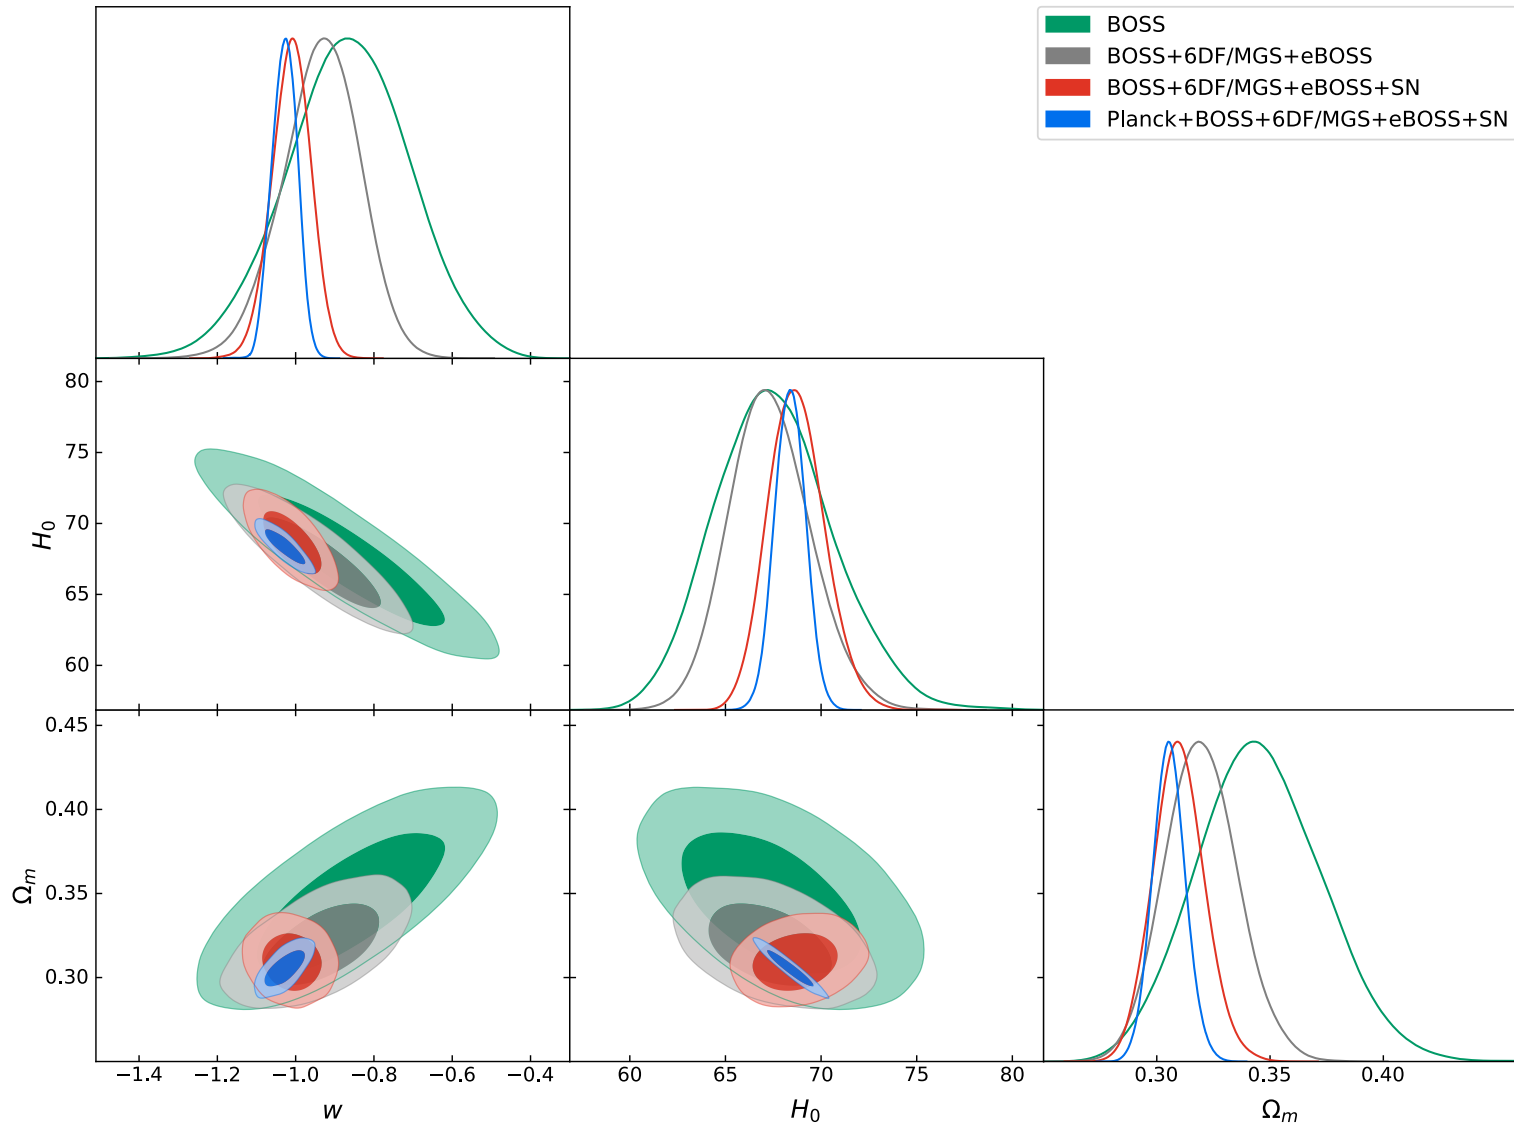 BOSS
BOSS+6DF/MGS+eBOSS
BOSS+6DF/MGS+eBOSS+SN
Planck+BOSS+6DF/MGS+eBOSS+SN
80
75
70
65
60
H₀
0.45
0.40
0.35
0.30
Ωₘ
−1.4 −1.2 −1.0 −0.8 −0.6 −0.4
w
60 65 70 75 80
H₀
0.30 0.35 0.40
Ωₘ